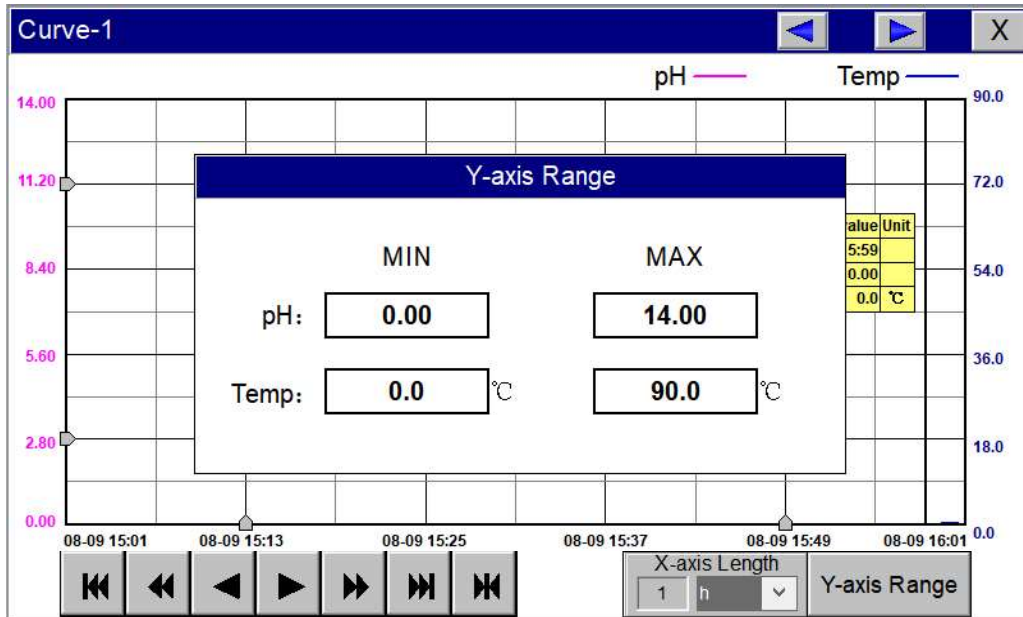 Curve-1
X
pH
Temp
14.00
90.0
11.20
72.0
8.40
54.0
5.60
36.0
2.80
18.0
0.00
0.0
Y-axis Range
MIN MAX
pH: 0.00 14.00
Temp: 0.0 ℃ 90.0 ℃
alue Unit
5:59
0.00
0.0 ℃
08-09 15:01 08-09 15:13 08-09 15:25 08-09 15:37 08-09 15:49 08-09 16:01
X-axis Length
1 h
Y-axis Range